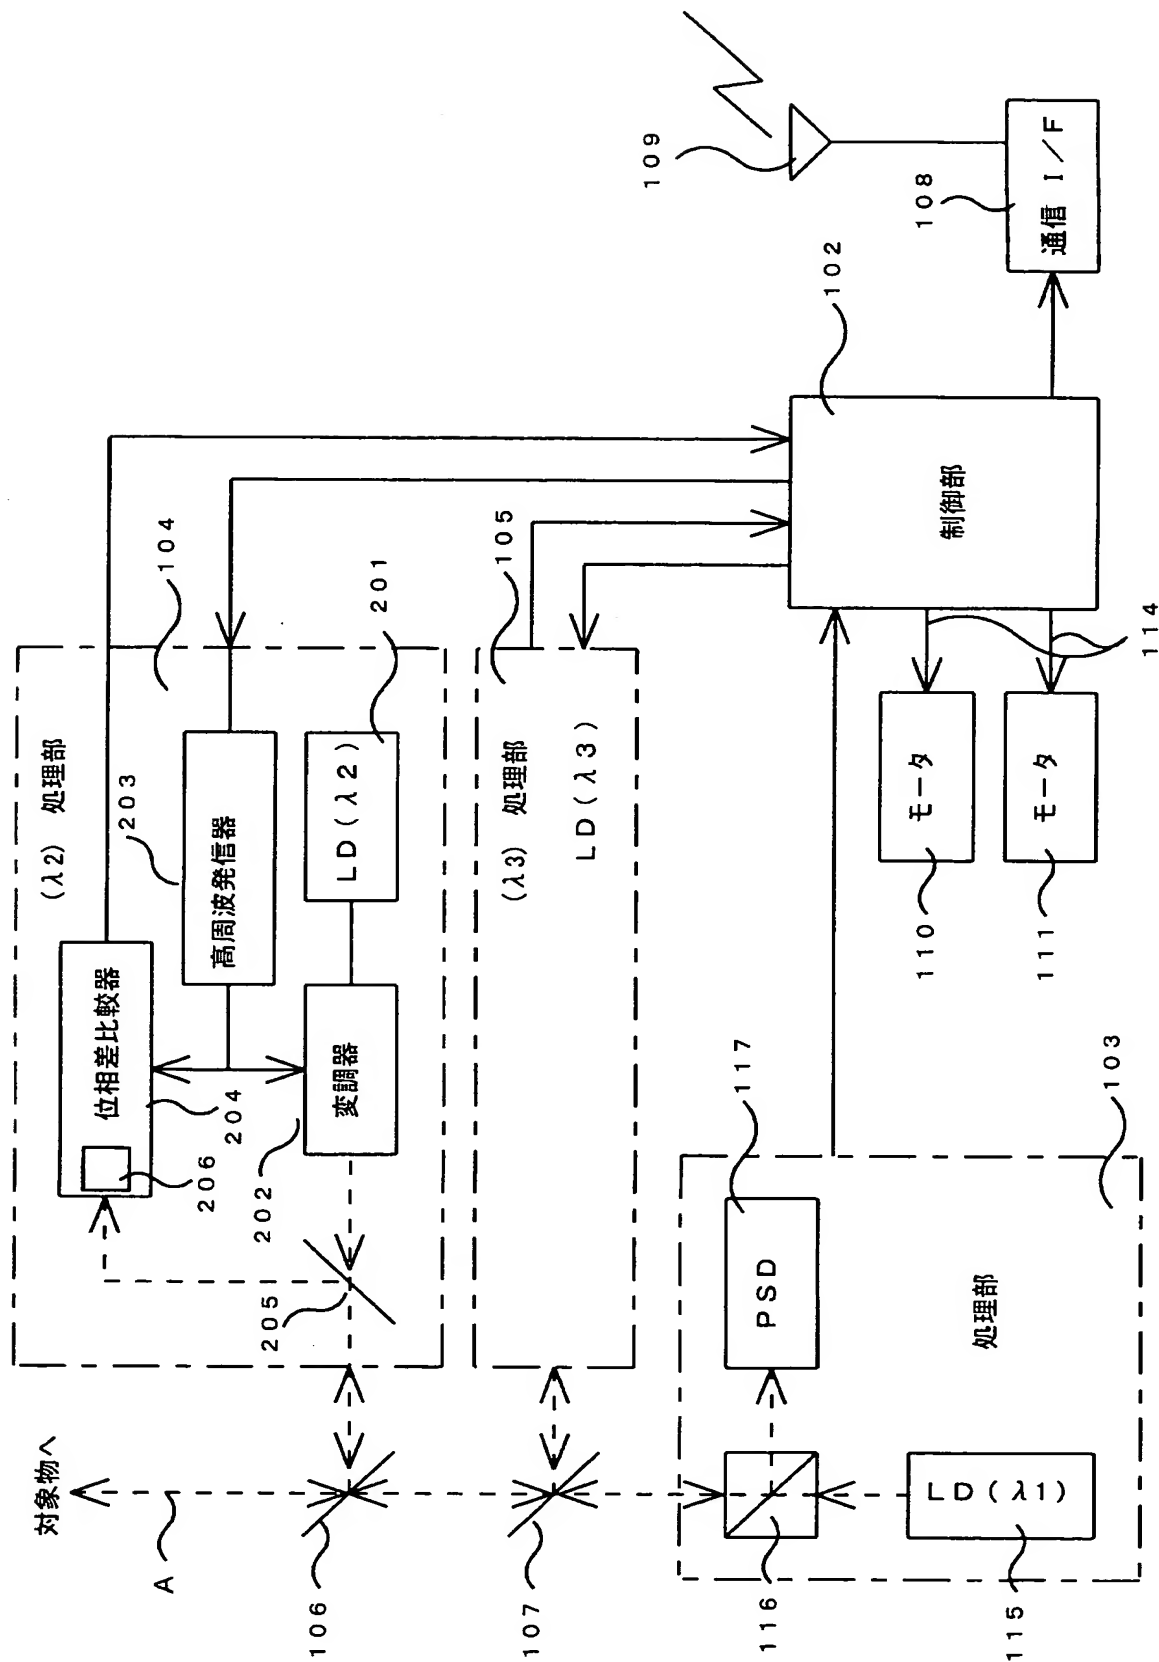 対象物へ
A
106
107
(λ2) 処理部
104
位相差比較器
204
206
203
高周波発信器
変調器
202
LD(λ2)
201
205
(λ3) 処理部
105
LD(λ3)
処理部
103
PSD
117
116
LD(λ1)
115
制御部
102
モータ
110
モータ
111
114
通信 I/F
108
109